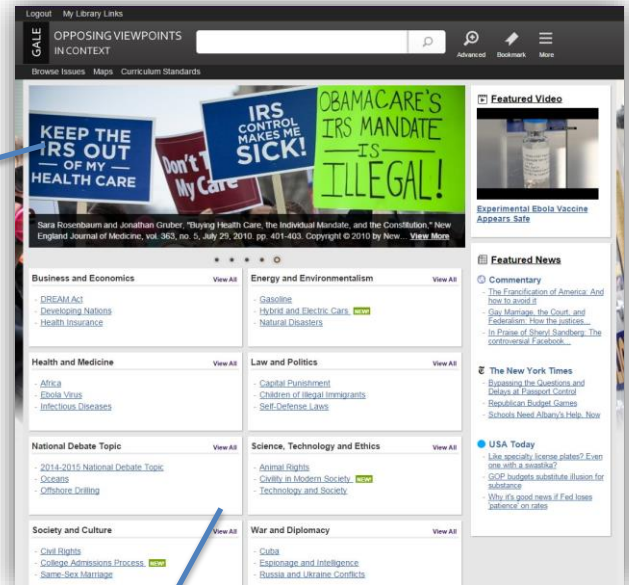 Logout My Library Links
GALE
OPPOSING VIEWPOINTS
IN CONTEXT
Advanced Bookmark More
Browse Issues Maps Curriculum Standards
KEEP THE
IRS OUT
— OF MY —
HEALTH CARE
Don't T
My Care
IRS
CONTROL
MAKES ME
SICK!
OBAMACARE'S
IRS MANDATE
— IS —
ILLEGAL!
Sara Rosenbaum and Jonathan Gruber, "Buying Health Care, the Individual Mandate, and the Constitution," New
England Journal of Medicine, vol. 363, no. 5, July 29, 2010. pp. 401-403. Copyright © 2010 by New... View More
Business and Economics View All
- DREAM Act
- Developing Nations
- Health Insurance
Energy and Environmentalism View All
- Gasoline
- Hybrid and Electric Cars NEW
- Natural Disasters
Health and Medicine View All
- Africa
- Ebola Virus
- Infectious Diseases
Law and Politics View All
- Capital Punishment
- Children of Illegal Immigrants
- Self-Defense Laws
National Debate Topic View All
- 2014-2015 National Debate Topic
- Oceans
- Offshore Drilling
Science, Technology and Ethics View All
- Animal Rights
- Civility in Modern Society NEW
- Technology and Society
Society and Culture View All
- Civil Rights
- College Admissions Process NEW
- Same-Sex Marriage
War and Diplomacy View All
- Cuba
- Espionage and Intelligence
- Russia and Ukraine Conflicts
Featured Video
Experimental Ebola Vaccine
Appears Safe
Featured News
Commentary
- The Francification of America: And
how to avoid it
- Gay Marriage, the Court, and
Federalism: How the justices...
- In Praise of Sheryl Sandberg: The
controversial Facebook...
The New York Times
- Bypassing the Questions and
Delays at Passport Control
- Republican Budget Games
- Schools Need Albany's Help, Now
USA Today
- Like specialty license plates? Even
one with a swastika?
- GOP budgets substitute illusion for
substance
- Why it's good news if Fed loses
'patience' on rates